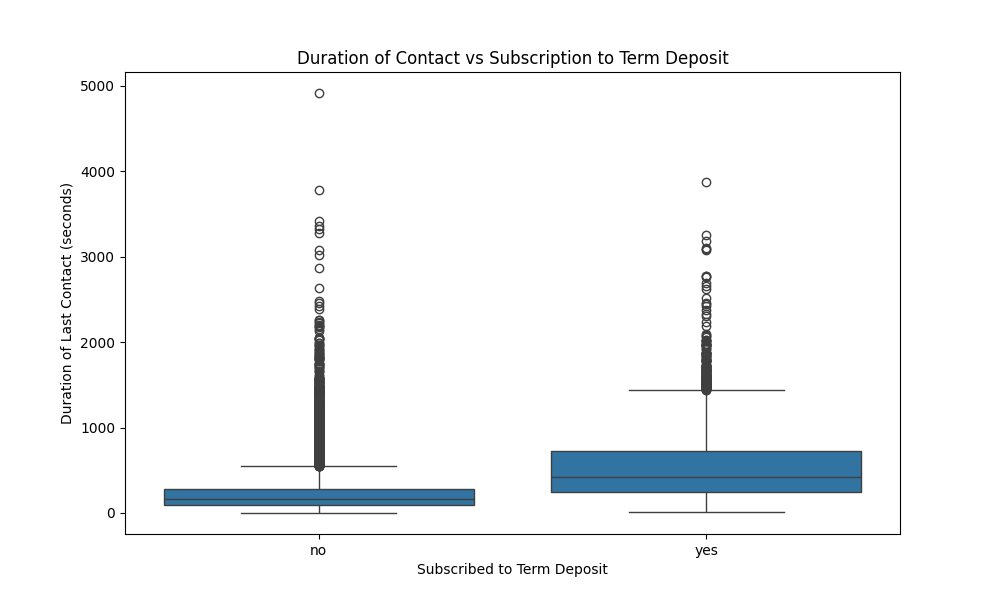 Duration of Contact vs Subscription to Term Deposit
Duration of Last Contact (seconds)
5000
4000
3000
2000
1000
0
no yes
Subscribed to Term Deposit